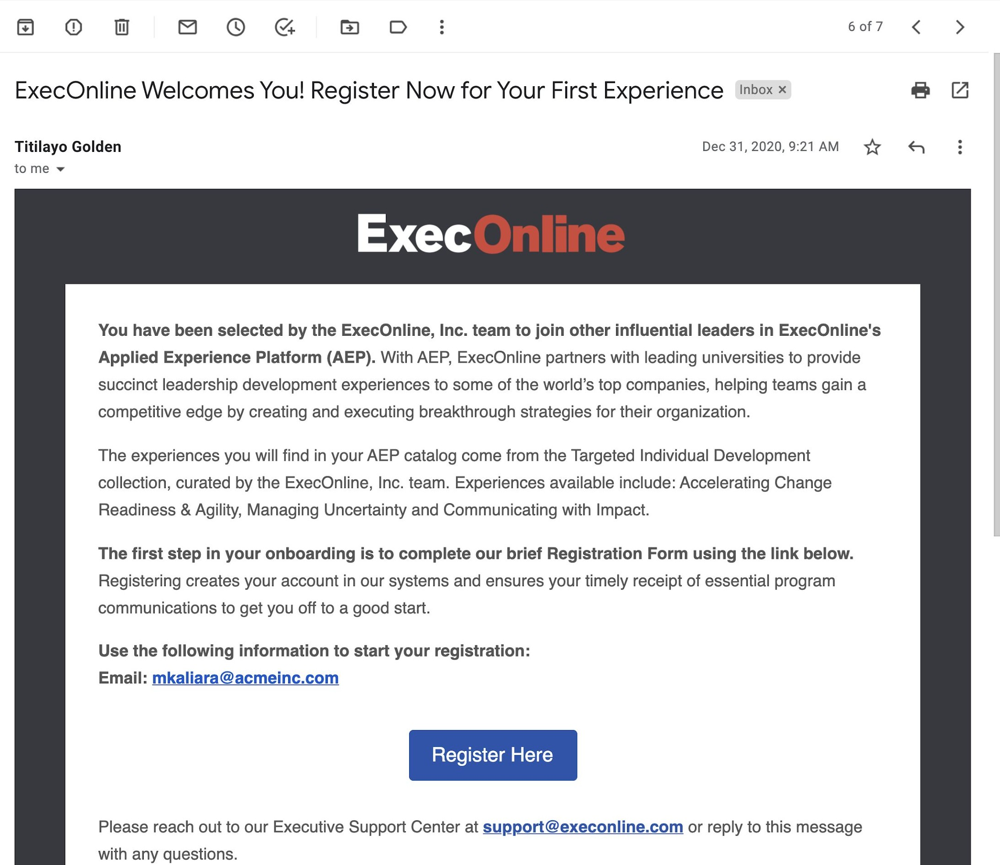 6 of 7
ExecOnline Welcomes You! Register Now for Your First Experience Inbox ×
Titilayo Golden Dec 31, 2020, 9:21 AM
to me
ExecOnline
You have been selected by the ExecOnline, Inc. team to join other influential leaders in ExecOnline's
Applied Experience Platform (AEP). With AEP, ExecOnline partners with leading universities to provide
succinct leadership development experiences to some of the world’s top companies, helping teams gain a
competitive edge by creating and executing breakthrough strategies for their organization.
The experiences you will find in your AEP catalog come from the Targeted Individual Development
collection, curated by the ExecOnline, Inc. team. Experiences available include: Accelerating Change
Readiness & Agility, Managing Uncertainty and Communicating with Impact.
The first step in your onboarding is to complete our brief Registration Form using the link below.
Registering creates your account in our systems and ensures your timely receipt of essential program
communications to get you off to a good start.
Use the following information to start your registration:
Email: mkaliara@acmeinc.com
Register Here
Please reach out to our Executive Support Center at support@execonline.com or reply to this message
with any questions.